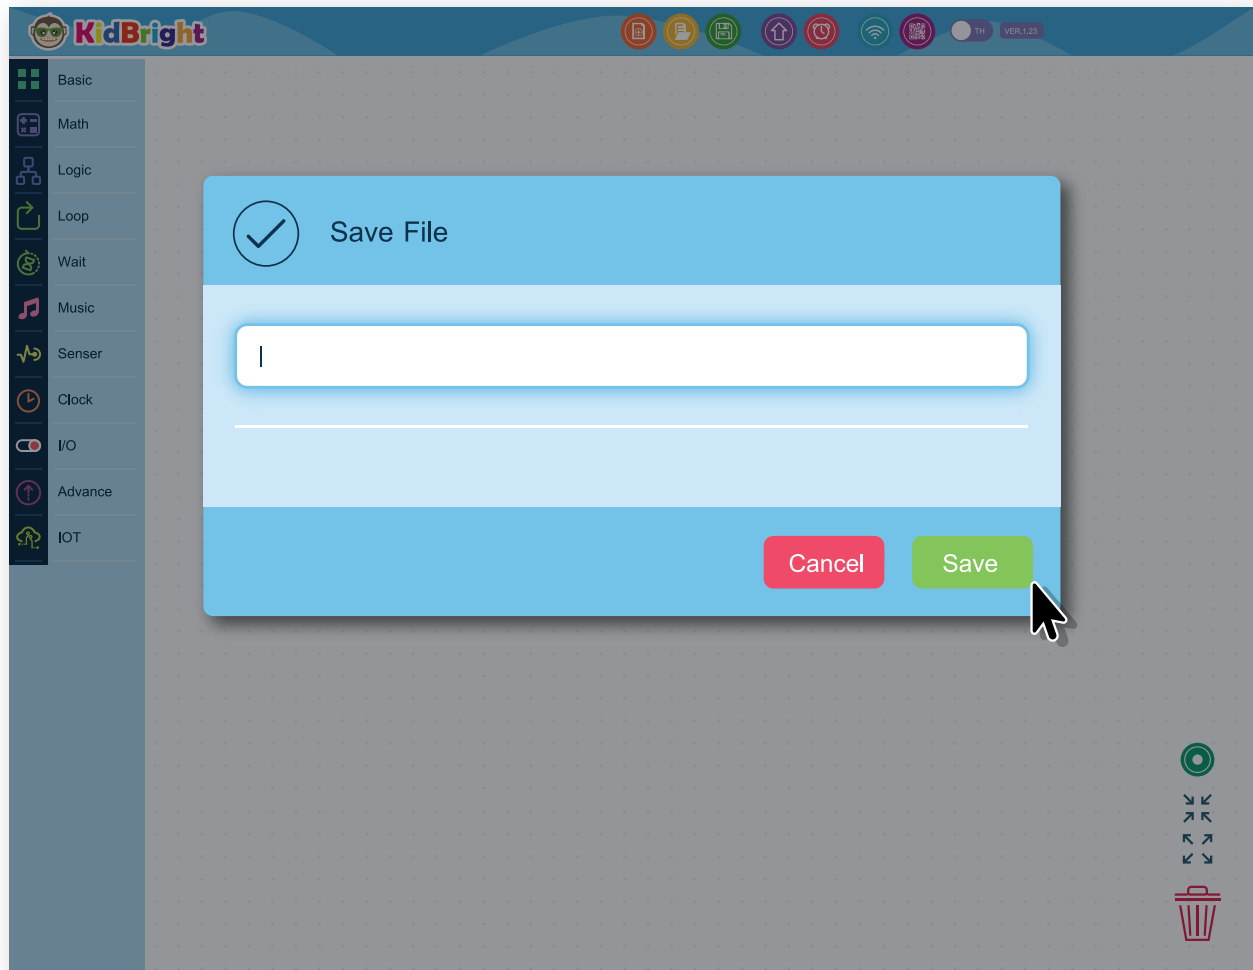 KidBright
TH
VER.1.23
Basic
Math
Logic
Loop
Wait
Music
Senser
Clock
I/O
Advance
IOT
Save File
Cancel
Save